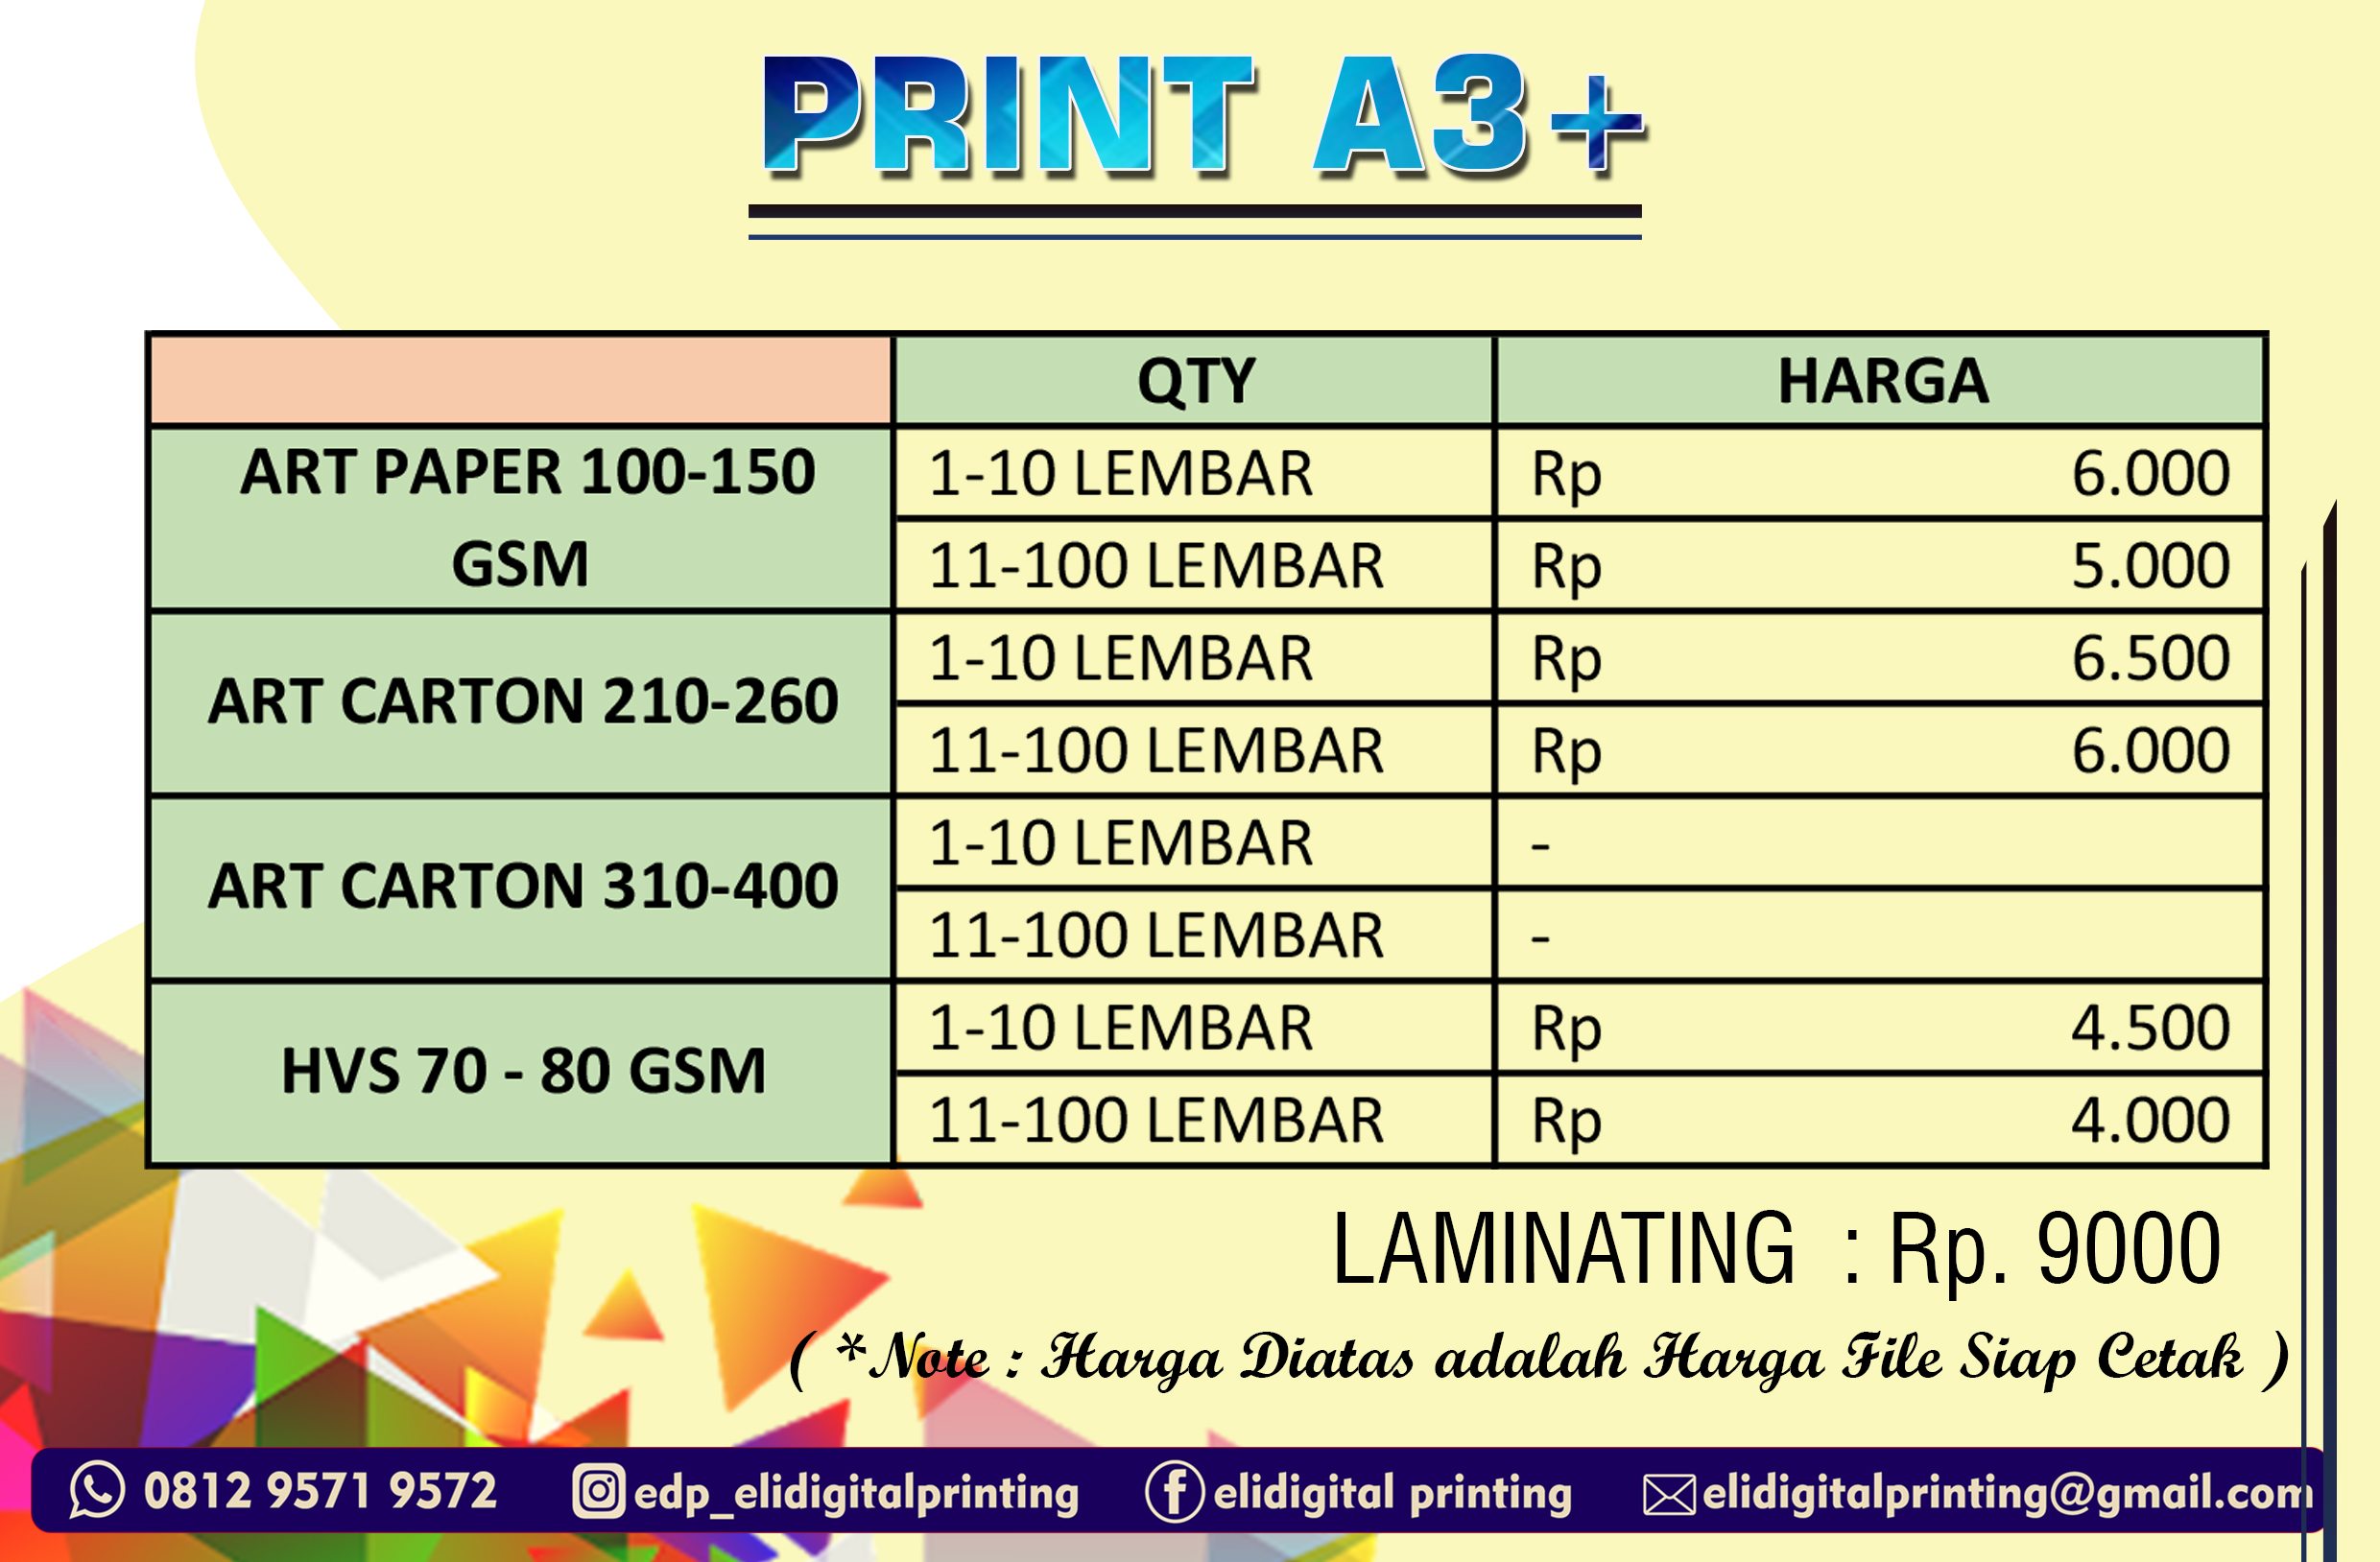 PRINT A3+
QTY HARGA
ART PAPER 100-150 GSM
1-10 LEMBAR Rp 6.000
11-100 LEMBAR Rp 5.000
ART CARTON 210-260
1-10 LEMBAR Rp 6.500
11-100 LEMBAR Rp 6.000
ART CARTON 310-400
1-10 LEMBAR -
11-100 LEMBAR -
HVS 70 - 80 GSM
1-10 LEMBAR Rp 4.500
11-100 LEMBAR Rp 4.000
LAMINATING : Rp. 9000
( *Note : Harga Diatas adalah Harga File Siap Cetak )
0812 9571 9572 edp_elidigitalprinting elidigital printing elidigitalprinting@gmail.com